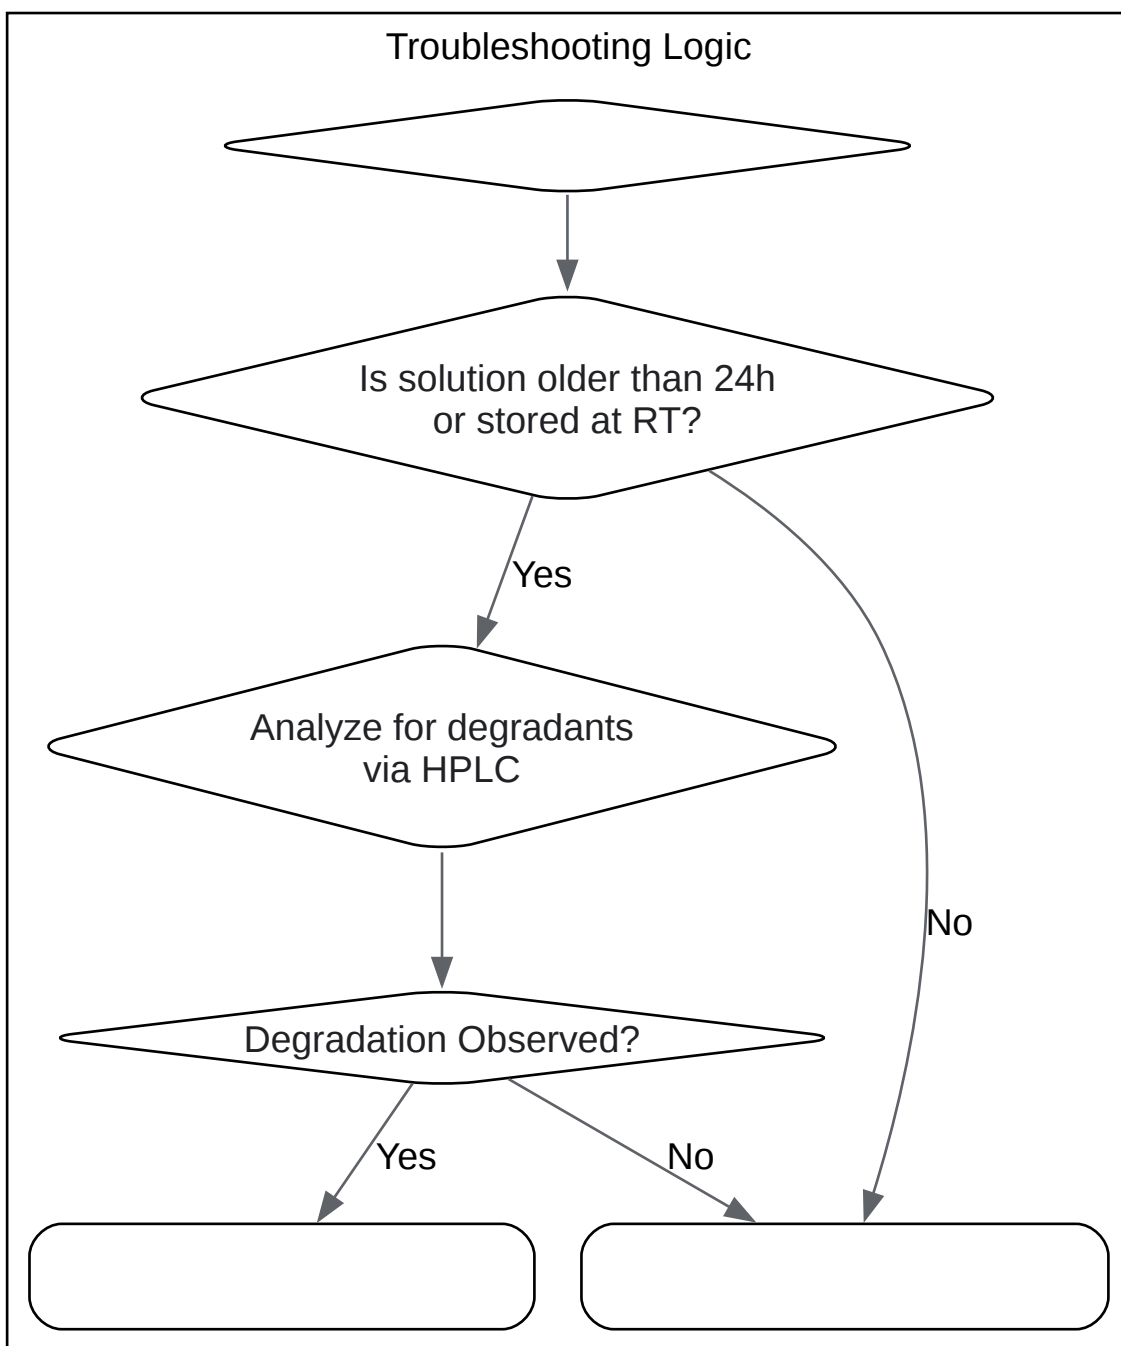 Troubleshooting Logic
Is solution older than 24h
or stored at RT?
Yes
Analyze for degradants
via HPLC
No
Degradation Observed?
Yes
No